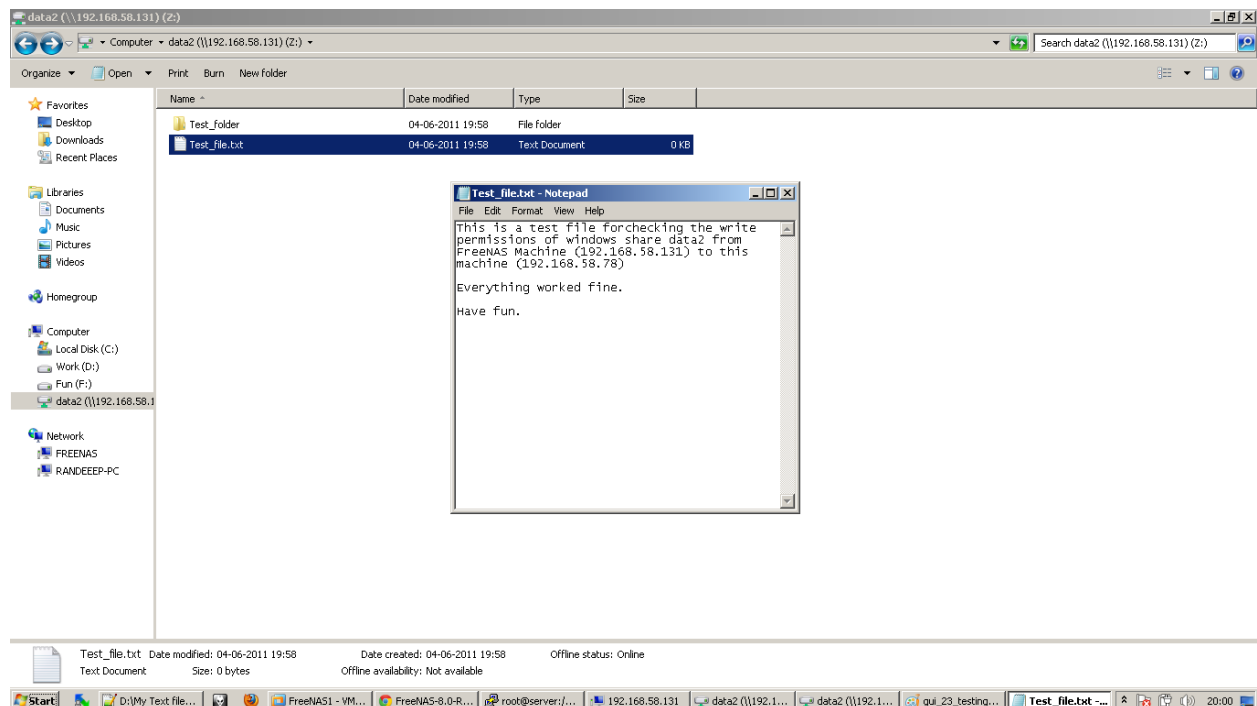 data2 (\\192.168.58.131) (Z:)
Computer data2 (\\192.168.58.131) (Z:)
Search data2 (\\192.168.58.131) (Z:)
Organize Open Print Burn New folder
Favorites
Desktop
Downloads
Recent Places
Libraries
Documents
Music
Pictures
Videos
Homegroup
Computer
Local Disk (C:)
Work (D:)
Fun (F:)
data2 (\\192.168.58.1
Network
FREENAS
RANDEEEP-PC
Name Date modified Type Size
Test_folder 04-06-2011 19:58 File folder
Test_file.txt 04-06-2011 19:58 Text Document 0 KB
Test_file.txt - Notepad
File Edit Format View Help
This is a test file forchecking the write
permissions of windows share data2 from
FreeNAS Machine (192.168.58.131) to this
machine (192.168.58.78)
Everything worked fine.
Have fun.
Test_file.txt Date modified: 04-06-2011 19:58 Date created: 04-06-2011 19:58 Offline status: Online
Text Document Size: 0 bytes Offline availability: Not available
Start D:\My Text file... FreeNAS1 - VM... FreeNAS-8.0-R... root@server:/... 192.168.58.131 data2 (\\192.1... data2 (\\192.1... gui_23_testing... Test_file.txt -... 20:00